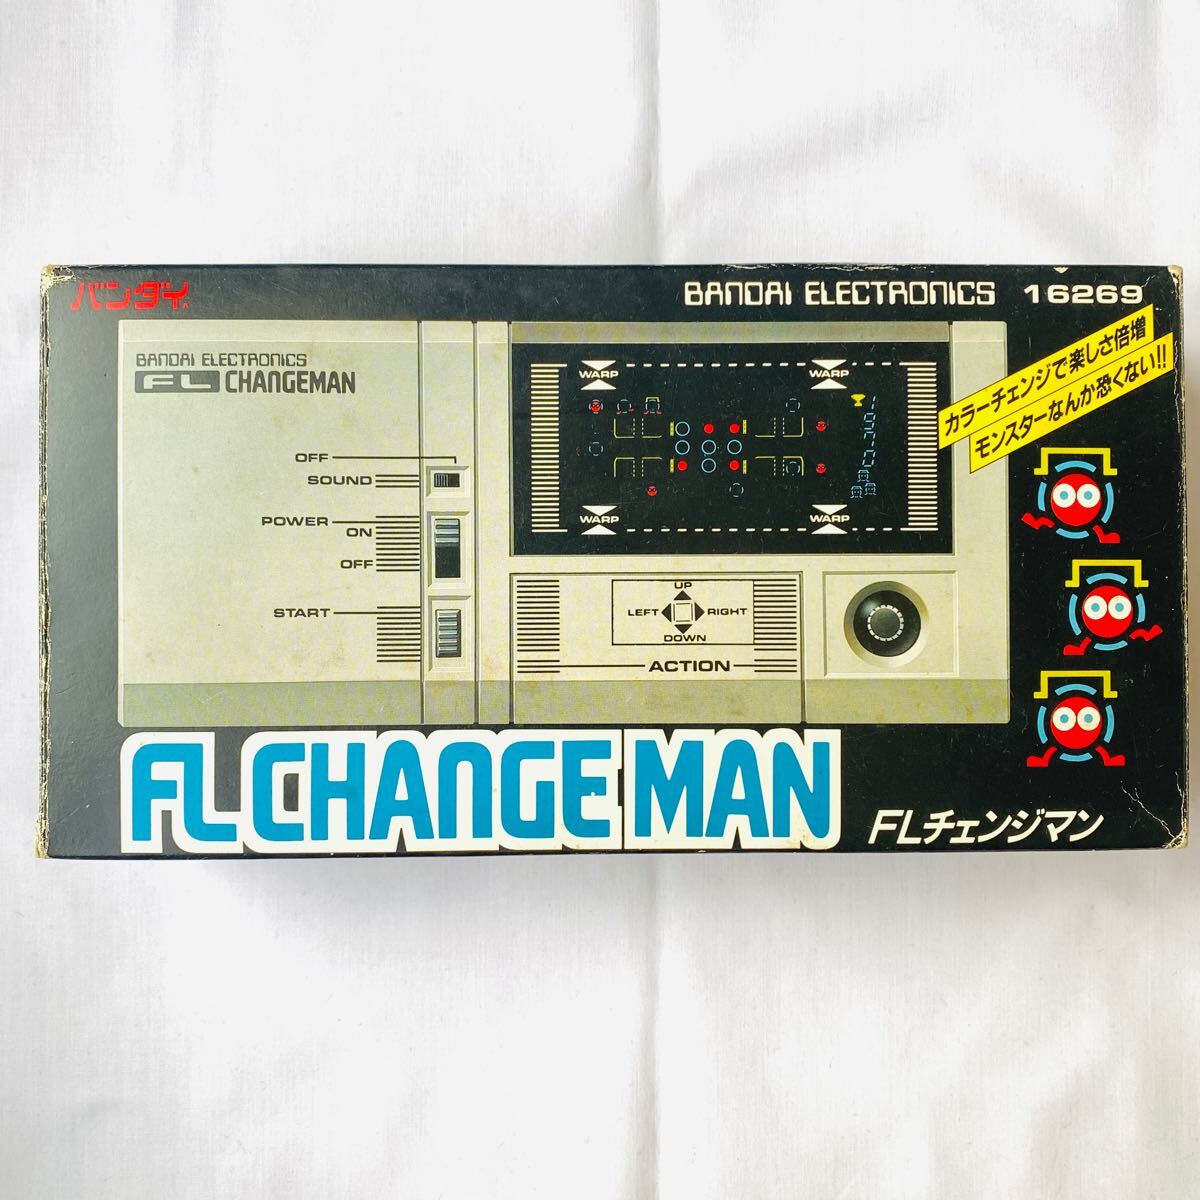 バンダイ
BANDAI ELECTRONICS 16269
BANDAI ELECTRONICS
FL CHANGEMAN
OFF
SOUND
POWER
ON
OFF
START
WARP
WARP
WARP
WARP
UP
LEFT
RIGHT
DOWN
ACTION
カラーチェンジで楽しさ倍増
モンスターなんか恐くない!!
FL CHANGE MAN
FLチェンジマン